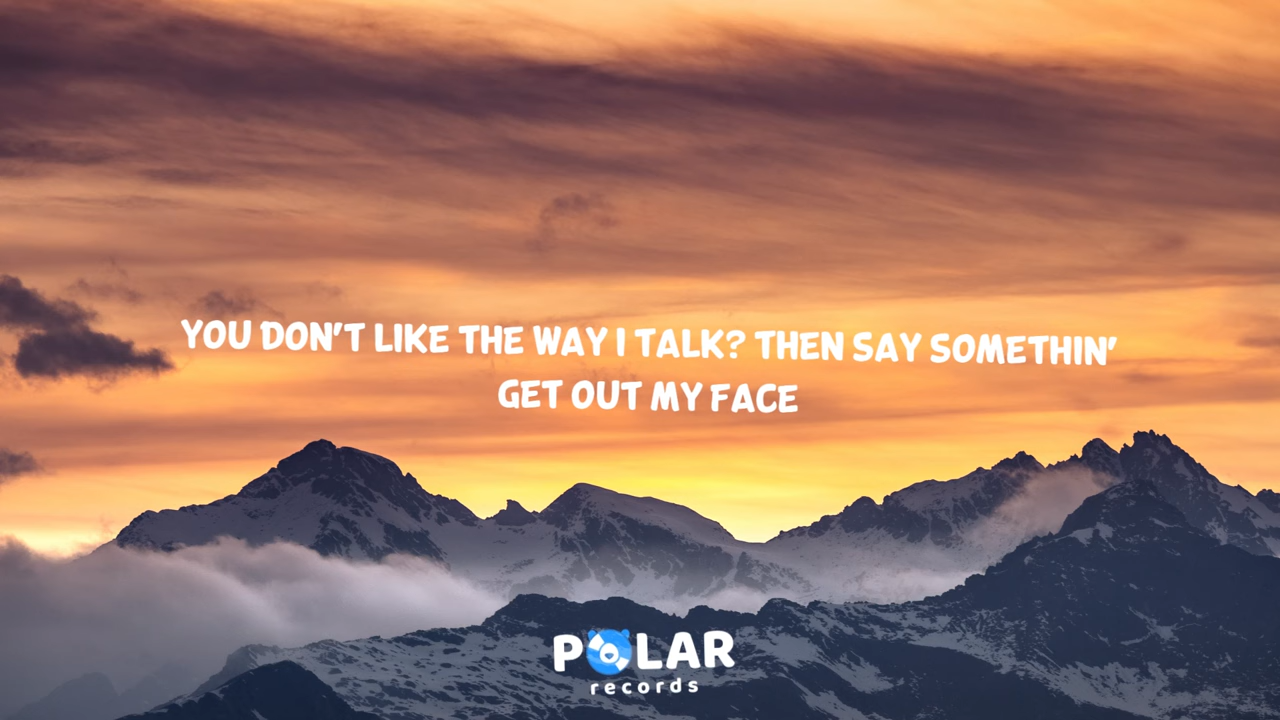 YOU DON'T LIKE THE WAY I TALK? THEN SAY SOMETHIN'
GET OUT MY FACE
POLAR
records